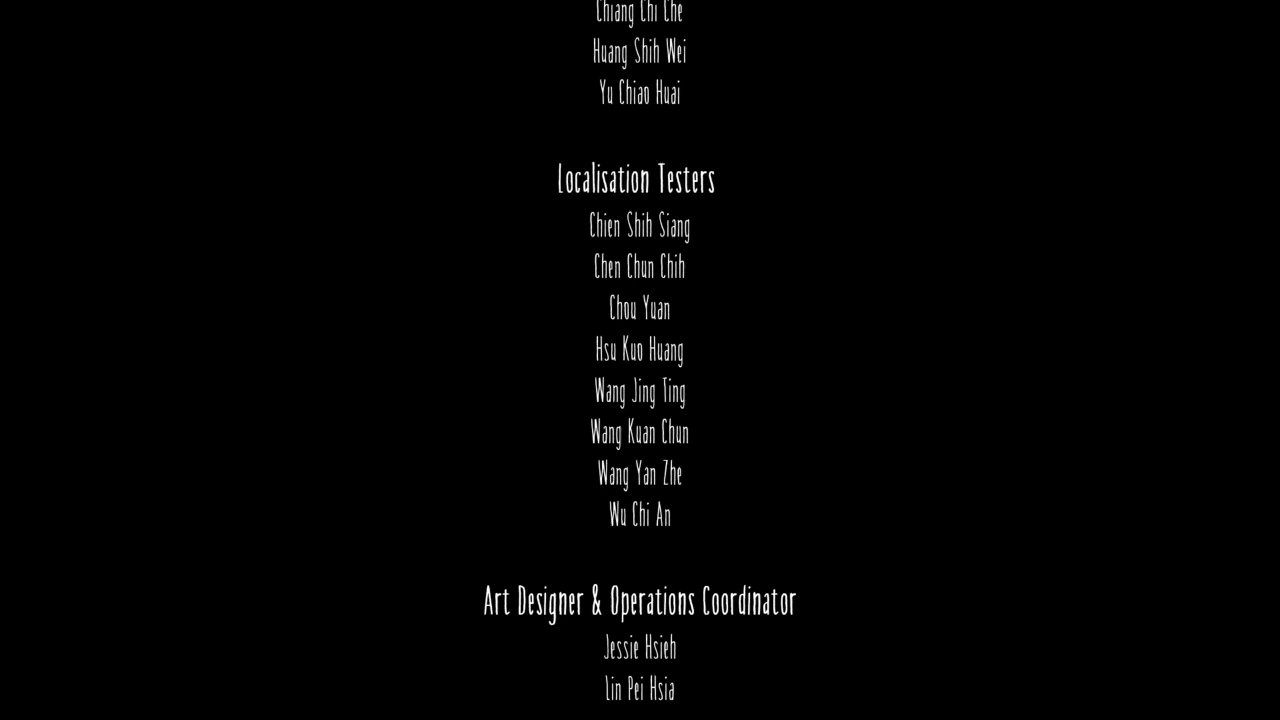 Chiang Chi Che
Huang Shih Wei
Yu Chiao Huai
Localisation Testers
Chien Shih Siang
Chen Chun Chih
Chou Yuan
Hsu Kuo Huang
Wang Jing Ting
Wang Kuan Chun
Wang Yan Zhe
Wu Chi An
Art Designer & Operations Coordinator
Jessie Hsieh
Lin Pei Hsia